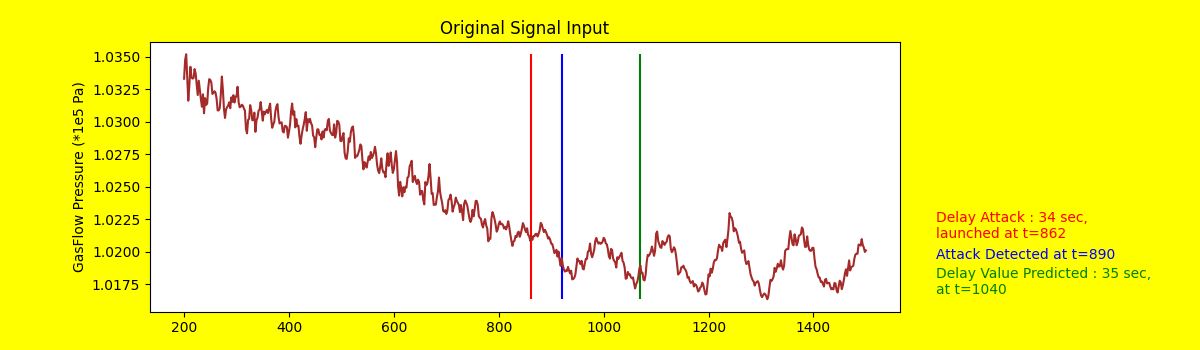 Original Signal Input
GasFlow Pressure (*1e5 Pa)
1.0350
1.0325
1.0300
1.0275
1.0250
1.0225
1.0200
1.0175
200 400 600 800 1000 1200 1400
Delay Attack : 34 sec,
launched at t=862
Attack Detected at t=890
Delay Value Predicted : 35 sec,
at t=1040